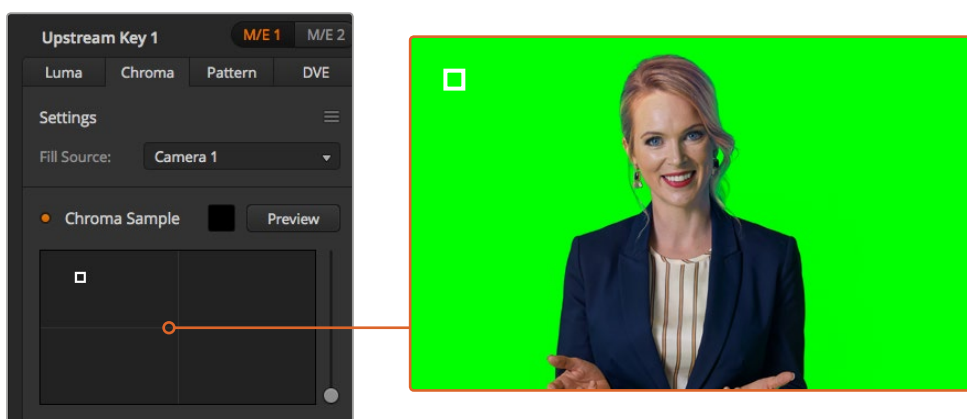 Upstream Key 1 M/E 1 M/E 2
Luma Chroma Pattern DVE
Settings
Fill Source: Camera 1
Chroma Sample Preview